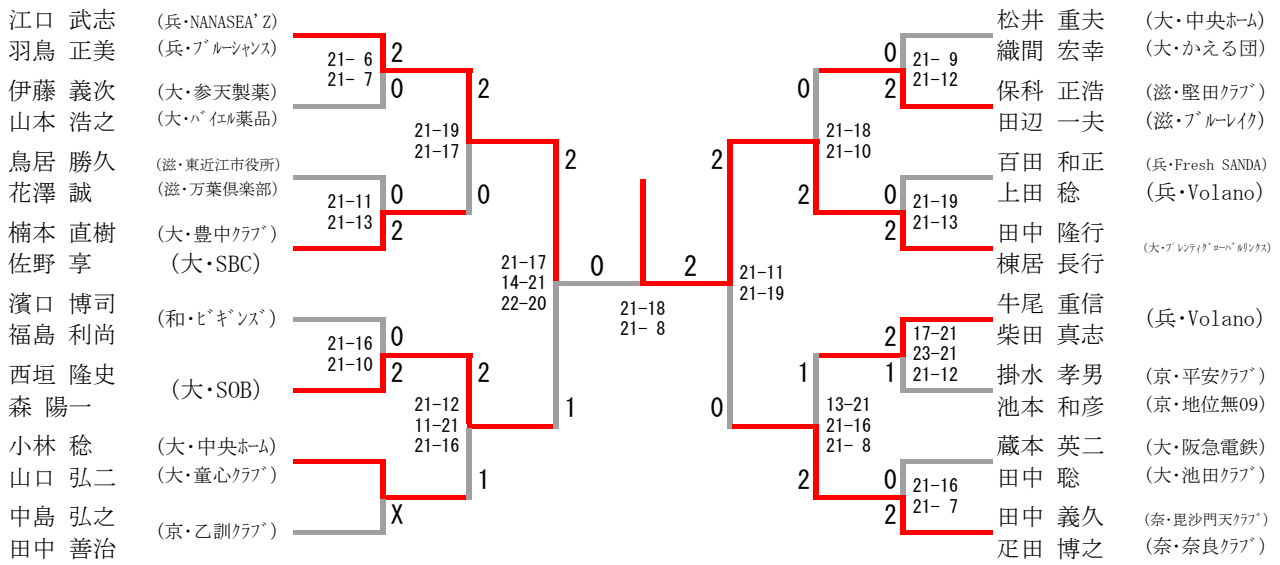 江口 武志 (兵・NANASEA'Z)
羽鳥 正美 (兵・ﾌﾞﾙｰｼｬﾝｽ)
21- 6
21- 7
2
0
伊藤 義次 (大・参天製薬)
山本 浩之 (大・ﾊﾞｲｴﾙ薬品)
2
21-19
21-17
0
鳥居 勝久 (滋・東近江市役所)
花澤 誠 (滋・万葉倶楽部)
21-11
21-13
0
2
楠本 直樹 (大・豊中ｸﾗﾌﾞ)
佐野 享 (大・SBC)
2
21-17
14-21
22-20
1
濱口 博司
福島 利尚
(和・ﾋﾞｷﾞﾝｽﾞ)
21-16
21-10
0
2
西垣 隆史
森 陽一
(大・SOB)
2
21-12
11-21
21-16
1
小林 稔 (大・中央ﾎｰﾑ)
山口 弘二 (大・童心ｸﾗﾌﾞ)
X
中島 弘之
田中 善治
(京・乙訓ｸﾗﾌﾞ)
0
2
21-18
21- 8
松井 重夫 (大・中央ﾎｰﾑ)
織間 宏幸 (大・かえる団)
0
2
21- 9
21-12
保科 正浩 (滋・堅田ｸﾗﾌﾞ)
田辺 一夫 (滋・ﾌﾞﾙｰﾚｲｸ)
0
21-18
21-10
2
百田 和正 (兵・Fresh SANDA)
上田 稔 (兵・Volano)
0
2
21-19
21-13
田中 隆行
棟居 長行
(大・ﾌﾟﾚﾝﾃｨｸﾞﾛｰﾊﾞﾙﾘﾝｸｽ)
2
21-11
21-19
0
牛尾 重信
柴田 真志
(兵・Volano)
2
1
17-21
23-21
21-12
掛水 孝男 (京・平安ｸﾗﾌﾞ)
池本 和彦 (京・地位無09)
1
13-21
21-16
21- 8
2
蔵本 英二 (大・阪急電鉄)
田中 聡 (大・池田ｸﾗﾌﾞ)
0
2
21-16
21- 7
田中 義久 (奈・毘沙門天ｸﾗﾌﾞ)
疋田 博之 (奈・奈良ｸﾗﾌﾞ)